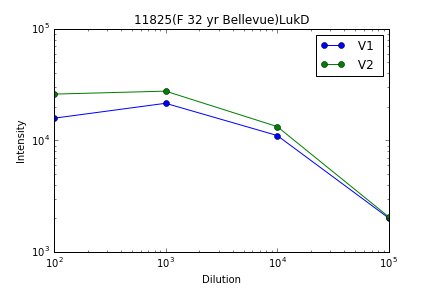 11825(F 32 yr Bellevue)LukD
10^5
V1
V2
10^4
Intensity
10^3
10^2 10^3 10^4 10^5
Dilution